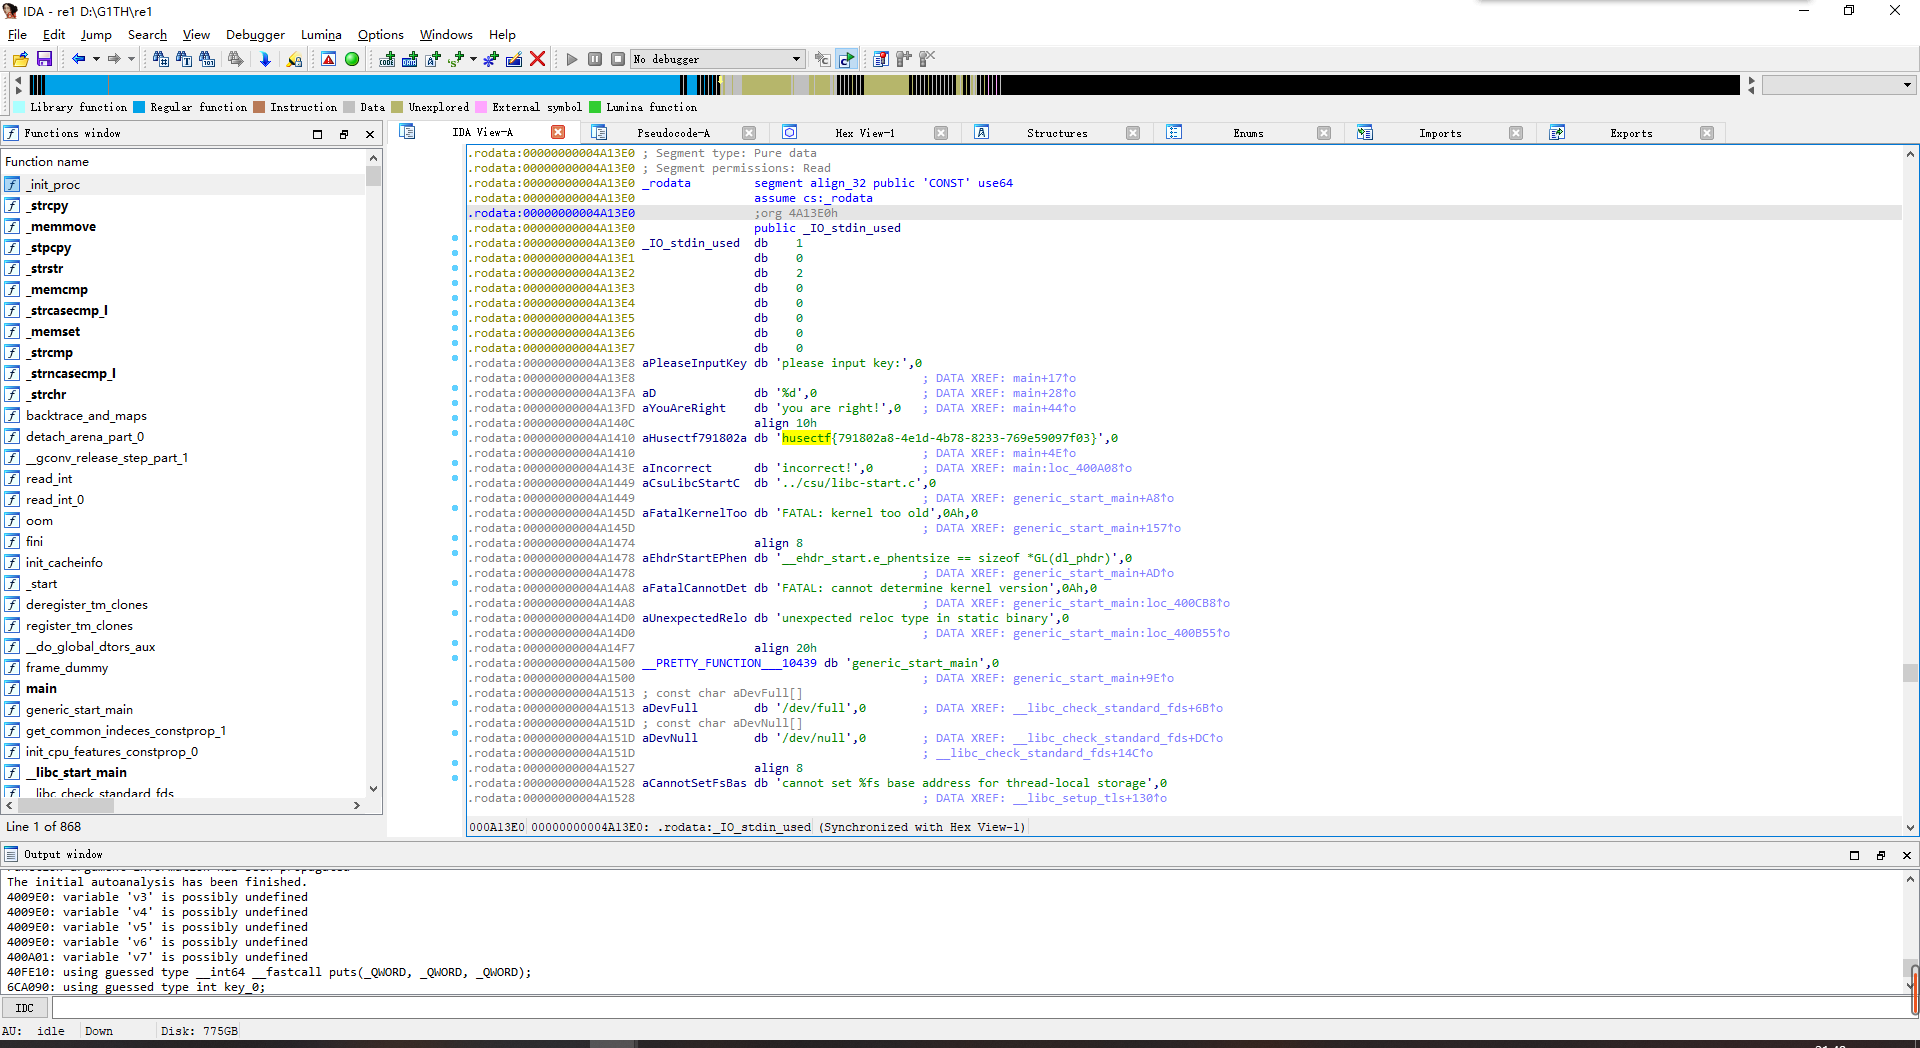 IDA - re1 D:\G1TH\re1
File Edit Jump Search View Debugger Lumina Options Windows Help
No debugger
Library function Regular function Instruction Data Unexplored External symbol Lumina function
Functions window
IDA View-A Pseudocode-A Hex View-1 Structures Enums Imports Exports
Function name
_init_proc
_strcpy
_memmove
_stpcpy
_strstr
_memcmp
_strcasecmp_l
_memset
_strcmp
_strncasecmp_l
_strchr
backtrace_and_maps
detach_arena_part_0
__gconv_release_step_part_1
read_int
read_int_0
oom
fini
init_cacheinfo
_start
deregister_tm_clones
register_tm_clones
__do_global_dtors_aux
frame_dummy
main
generic_start_main
get_common_indeces_constprop_1
init_cpu_features_constprop_0
__libc_start_main
__libc_check_standard_fds
Line 1 of 868
.rodata:00000000004A13E0 ; Segment type: Pure data
.rodata:00000000004A13E0 ; Segment permissions: Read
.rodata:00000000004A13E0 _rodata segment align_32 public 'CONST' use64
.rodata:00000000004A13E0 assume cs:_rodata
.rodata:00000000004A13E0 ;org 4A13E0h
.rodata:00000000004A13E0 public _IO_stdin_used
.rodata:00000000004A13E0 _IO_stdin_used db 1
.rodata:00000000004A13E1 db 0
.rodata:00000000004A13E2 db 2
.rodata:00000000004A13E3 db 0
.rodata:00000000004A13E4 db 0
.rodata:00000000004A13E5 db 0
.rodata:00000000004A13E6 db 0
.rodata:00000000004A13E7 db 0
.rodata:00000000004A13E8 aPleaseInputKey db 'please input key:',0
.rodata:00000000004A13E8 ; DATA XREF: main+17↑o
.rodata:00000000004A13FA aD db '%d',0 ; DATA XREF: main+28↑o
.rodata:00000000004A13FD aYouAreRight db 'you are right!',0 ; DATA XREF: main+44↑o
.rodata:00000000004A140C align 10h
.rodata:00000000004A1410 aHusectf791802a db 'husectf{791802a8-4e1d-4b78-8233-769e59097f03}',0
.rodata:00000000004A1410 ; DATA XREF: main+4E↑o
.rodata:00000000004A143E aIncorrect db 'incorrect!',0 ; DATA XREF: main:loc_400A08↑o
.rodata:00000000004A1449 aCsuLibcStartC db '../csu/libc-start.c',0
.rodata:00000000004A1449 ; DATA XREF: generic_start_main+A8↑o
.rodata:00000000004A145D aFatalKernelToo db 'FATAL: kernel too old',0Ah,0
.rodata:00000000004A145D ; DATA XREF: generic_start_main+157↑o
.rodata:00000000004A1474 align 8
.rodata:00000000004A1478 aEhdrStartEPhen db '__ehdr_start.e_phentsize == sizeof *GL(dl_phdr)',0
.rodata:00000000004A1478 ; DATA XREF: generic_start_main+AD↑o
.rodata:00000000004A14A8 aFatalCannotDet db 'FATAL: cannot determine kernel version',0Ah,0
.rodata:00000000004A14A8 ; DATA XREF: generic_start_main:loc_400CB8↑o
.rodata:00000000004A14D0 aUnexpectedRelo db 'unexpected reloc type in static binary',0
.rodata:00000000004A14D0 ; DATA XREF: generic_start_main:loc_400B55↑o
.rodata:00000000004A14F7 align 20h
.rodata:00000000004A1500 __PRETTY_FUNCTION___10439 db 'generic_start_main',0
.rodata:00000000004A1500 ; DATA XREF: generic_start_main+9E↑o
.rodata:00000000004A1513 ; const char aDevFull[]
.rodata:00000000004A1513 aDevFull db '/dev/full',0 ; DATA XREF: __libc_check_standard_fds+6B↑o
.rodata:00000000004A151D ; const char aDevNull[]
.rodata:00000000004A151D aDevNull db '/dev/null',0 ; DATA XREF: __libc_check_standard_fds+DC↑o
.rodata:00000000004A151D ; __libc_check_standard_fds+14C↑o
.rodata:00000000004A1527 align 8
.rodata:00000000004A1528 aCannotSetFsBas db 'cannot set %fs base address for thread-local storage',0
.rodata:00000000004A1528 ; DATA XREF: __libc_setup_tls+130↑o
000A13E0 00000000004A13E0: .rodata:_IO_stdin_used (Synchronized with Hex View-1)
Output window
Function argument information has been propagated
The initial autoanalysis has been finished.
4009E0: variable 'v3' is possibly undefined
4009E0: variable 'v4' is possibly undefined
4009E0: variable 'v5' is possibly undefined
4009E0: variable 'v6' is possibly undefined
400A01: variable 'v7' is possibly undefined
40FE10: using guessed type __int64 __fastcall puts(_QWORD, _QWORD, _QWORD);
6CA090: using guessed type int key_0;
IDC
AU: idle Down Disk: 775GB